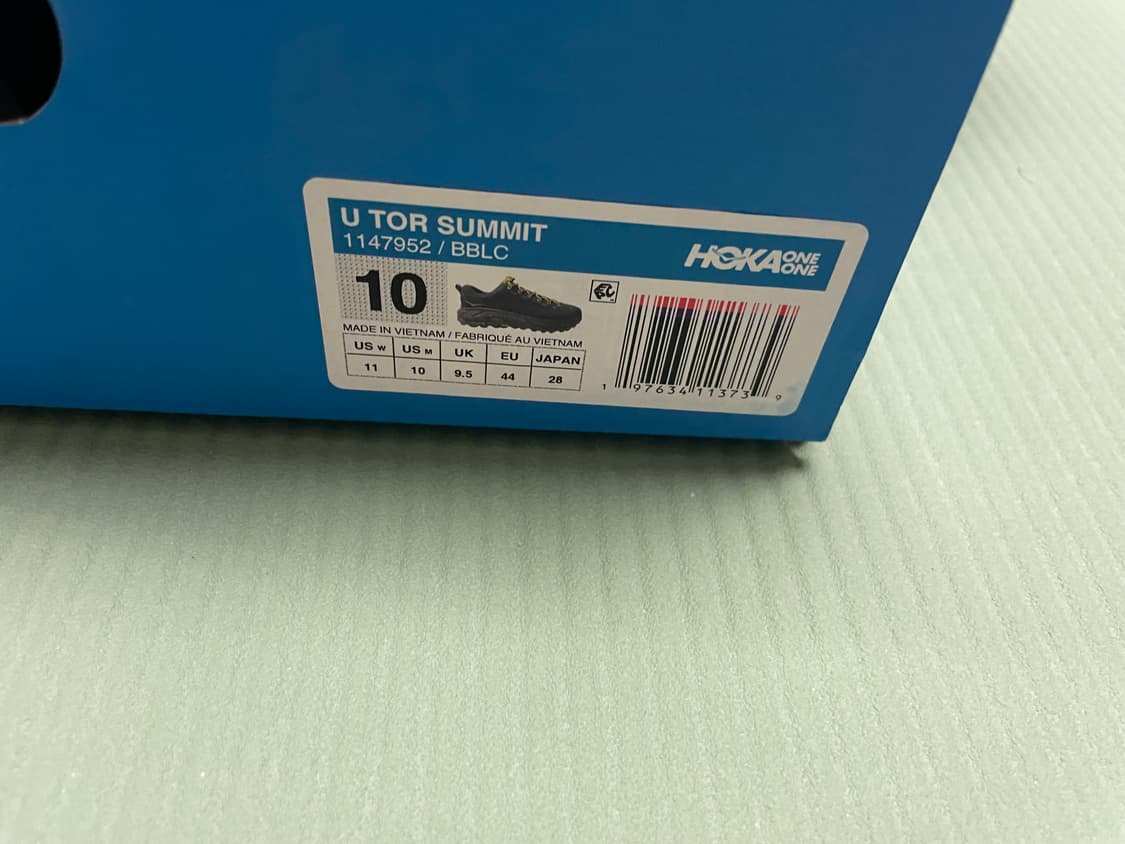 U TOR SUMMIT
1147952 / BBLC
HOKA ONE ONE
10
MADE IN VIETNAM / FABRIQUÉ AU VIETNAM
US W US M UK EU JAPAN
11 10 9.5 44 28
1 97634 11373 9